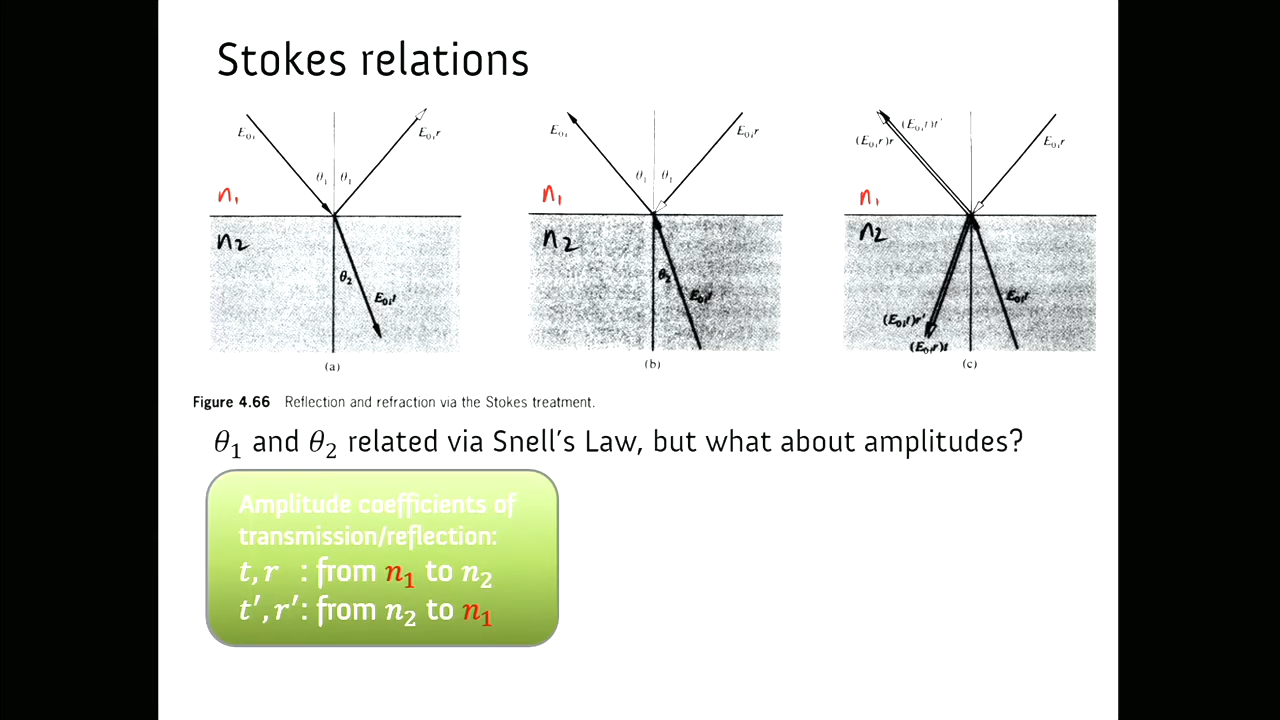 Stokes relations
E₀ᵢ
E₀ᵢr
θ₁ θ₁
n₁
n₂
θ₂
E₀ᵢt
(a)
E₀ᵢ
E₀ᵢr
θ₁ θ₁
n₁
n₂
θ₂
E₀ᵢt
(b)
(E₀ᵢt)t′
(E₀ᵢr)r
E₀ᵢr
n₁
n₂
E₀ᵢt
(E₀ᵢt)r′
(E₀ᵢr)t
(c)
Figure 4.66 Reflection and refraction via the Stokes treatment.
θ₁ and θ₂ related via Snell's Law, but what about amplitudes?
Amplitude coefficients of
transmission/reflection:
t, r : from n₁ to n₂
t′, r′: from n₂ to n₁